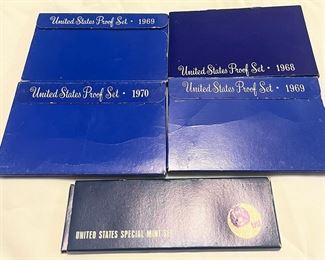 United States Proof Set · 1969
United States Proof Set · 1968
United States Proof Set · 1970
United States Proof Set · 1969
UNITED STATES SPECIAL MINT SET